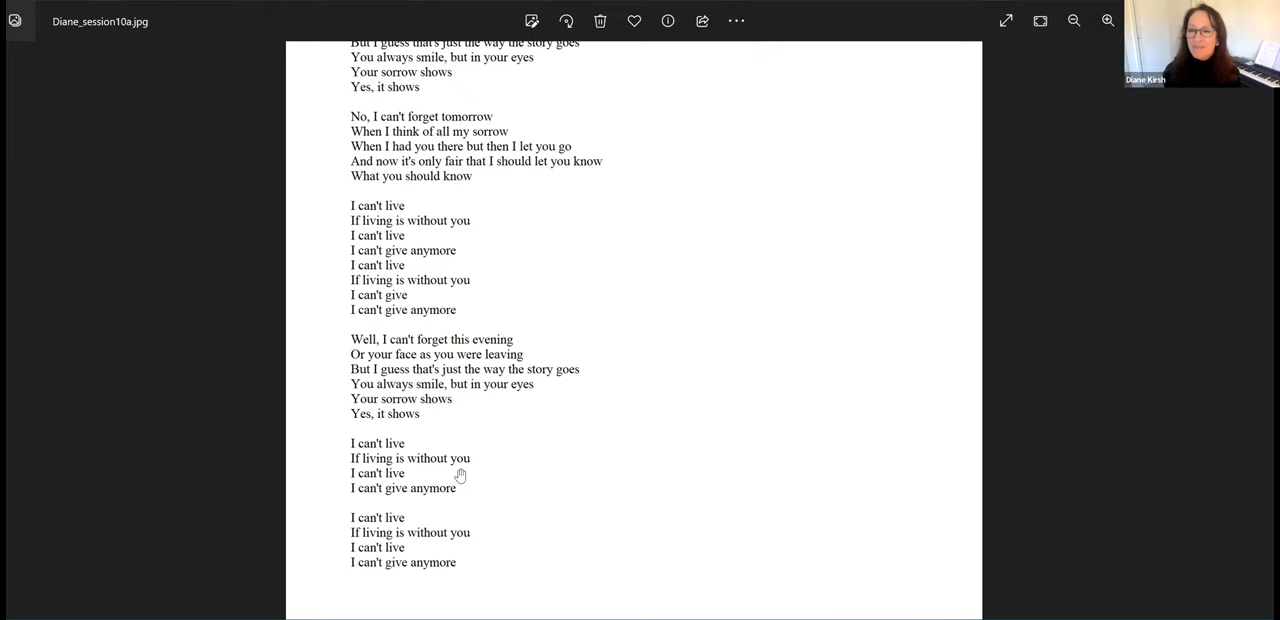 Diane_session10a.jpg
Diane Kirsh
But I guess that's just the way the story goes
You always smile, but in your eyes
Your sorrow shows
Yes, it shows
No, I can't forget tomorrow
When I think of all my sorrow
When I had you there but then I let you go
And now it's only fair that I should let you know
What you should know
I can't live
If living is without you
I can't live
I can't give anymore
I can't live
If living is without you
I can't give
I can't give anymore
Well, I can't forget this evening
Or your face as you were leaving
But I guess that's just the way the story goes
You always smile, but in your eyes
Your sorrow shows
Yes, it shows
I can't live
If living is without you
I can't live
I can't give anymore
I can't live
If living is without you
I can't live
I can't give anymore